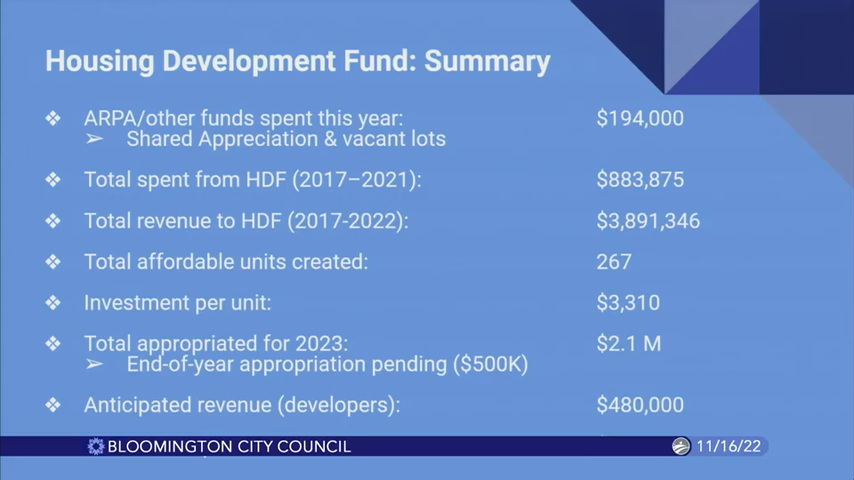 Housing Development Fund: Summary
❖ ARPA/other funds spent this year: $194,000
➢ Shared Appreciation & vacant lots
❖ Total spent from HDF (2017–2021): $883,875
❖ Total revenue to HDF (2017-2022): $3,891,346
❖ Total affordable units created: 267
❖ Investment per unit: $3,310
❖ Total appropriated for 2023: $2.1 M
➢ End-of-year appropriation pending ($500K)
❖ Anticipated revenue (developers): $480,000
BLOOMINGTON CITY COUNCIL 11/16/22